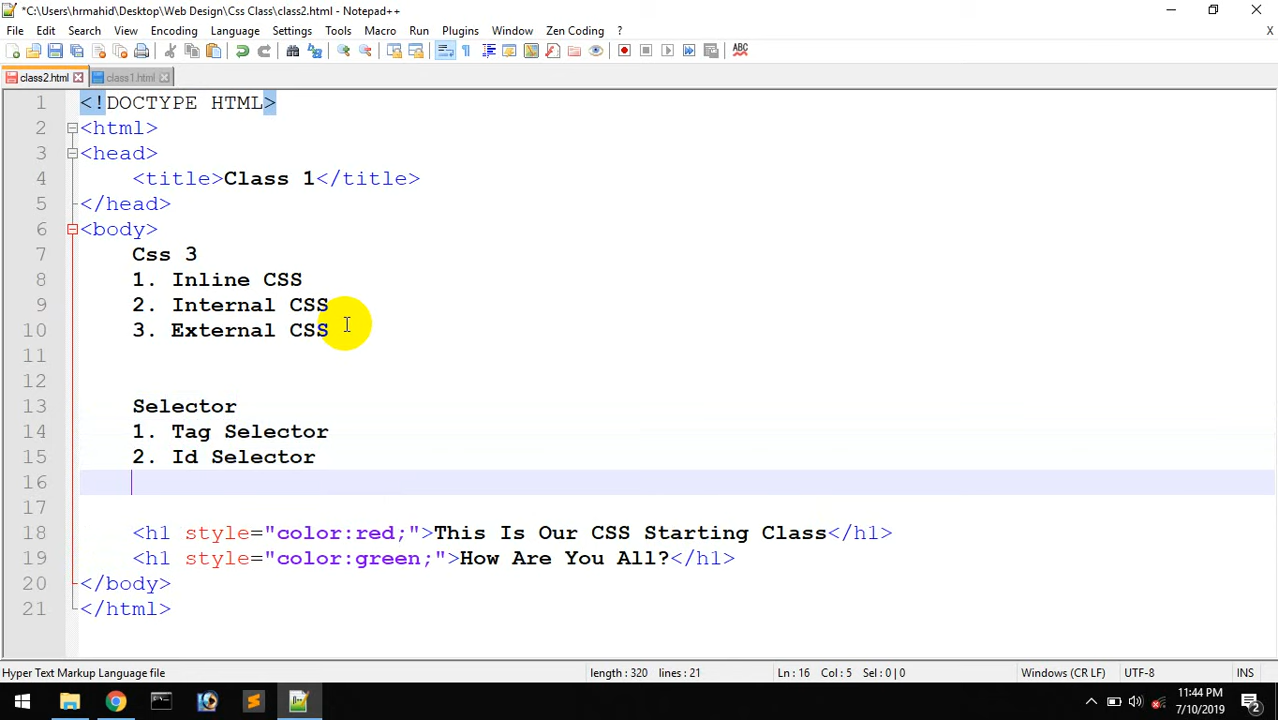 *C:\Users\hrmahid\Desktop\Web Design\Css Class\class2.html - Notepad++
File Edit Search View Encoding Language Settings Tools Macro Run Plugins Window Zen Coding ? X
ABC
class2.html class1.html
1 <!DOCTYPE HTML>
2 <html>
3 <head>
4 <title>Class 1</title>
5 </head>
6 <body>
7 Css 3
8 1. Inline CSS
9 2. Internal CSS
10 3. External CSS
11
12
13 Selector
14 1. Tag Selector
15 2. Id Selector
16
17
18 <h1 style="color:red;">This Is Our CSS Starting Class</h1>
19 <h1 style="color:green;">How Are You All?</h1>
20 </body>
21 </html>
Hyper Text Markup Language file length : 320 lines : 21 Ln : 16 Col : 5 Sel : 0 | 0 Windows (CR LF) UTF-8 INS
11:44 PM
7/10/2019
2